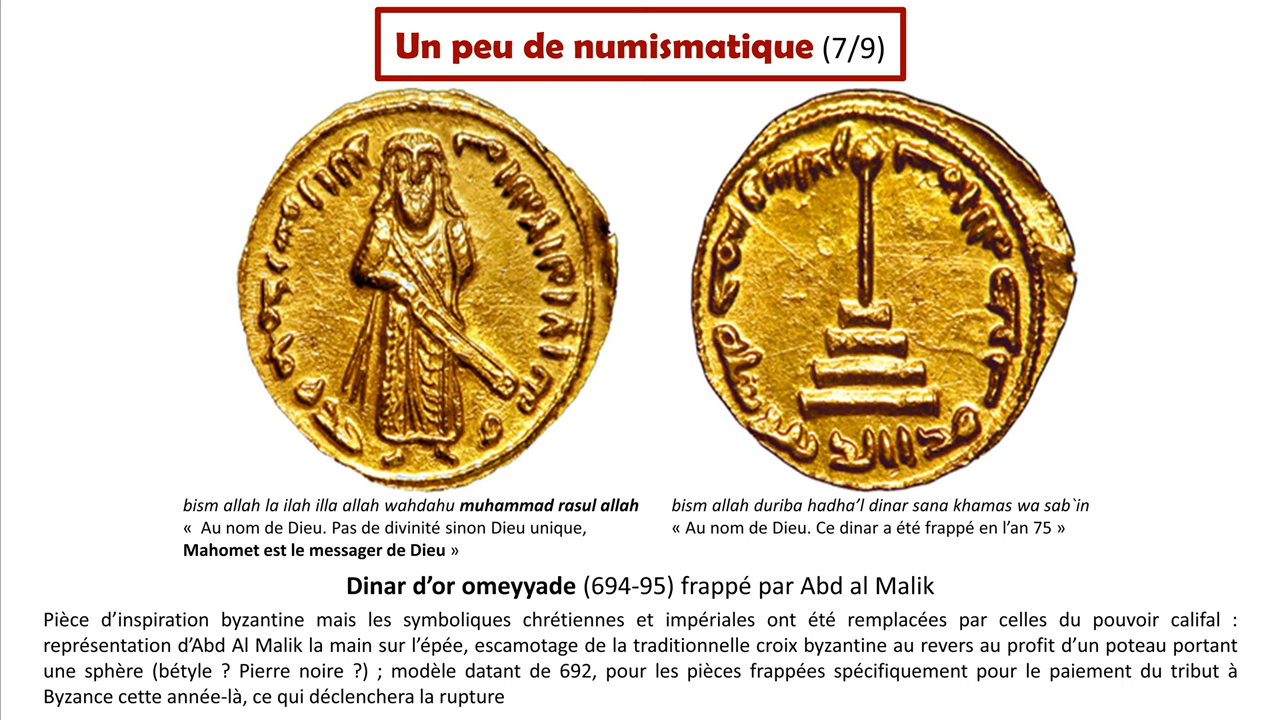 Un peu de numismatique (7/9)
bism allah la ilah illa allah wahdahu muhammad rasul allah
« Au nom de Dieu. Pas de divinité sinon Dieu unique,
Mahomet est le messager de Dieu »
bism allah duriba hadha’l dinar sana khamas wa sab`in
« Au nom de Dieu. Ce dinar a été frappé en l’an 75 »
Dinar d’or omeyyade (694-95) frappé par Abd al Malik
Pièce d’inspiration byzantine mais les symboliques chrétiennes et impériales ont été remplacées par celles du pouvoir califal :
représentation d’Abd Al Malik la main sur l’épée, escamotage de la traditionnelle croix byzantine au revers au profit d’un poteau portant
une sphère (bétyle ? Pierre noire ?) ; modèle datant de 692, pour les pièces frappées spécifiquement pour le paiement du tribut à
Byzance cette année-là, ce qui déclenchera la rupture